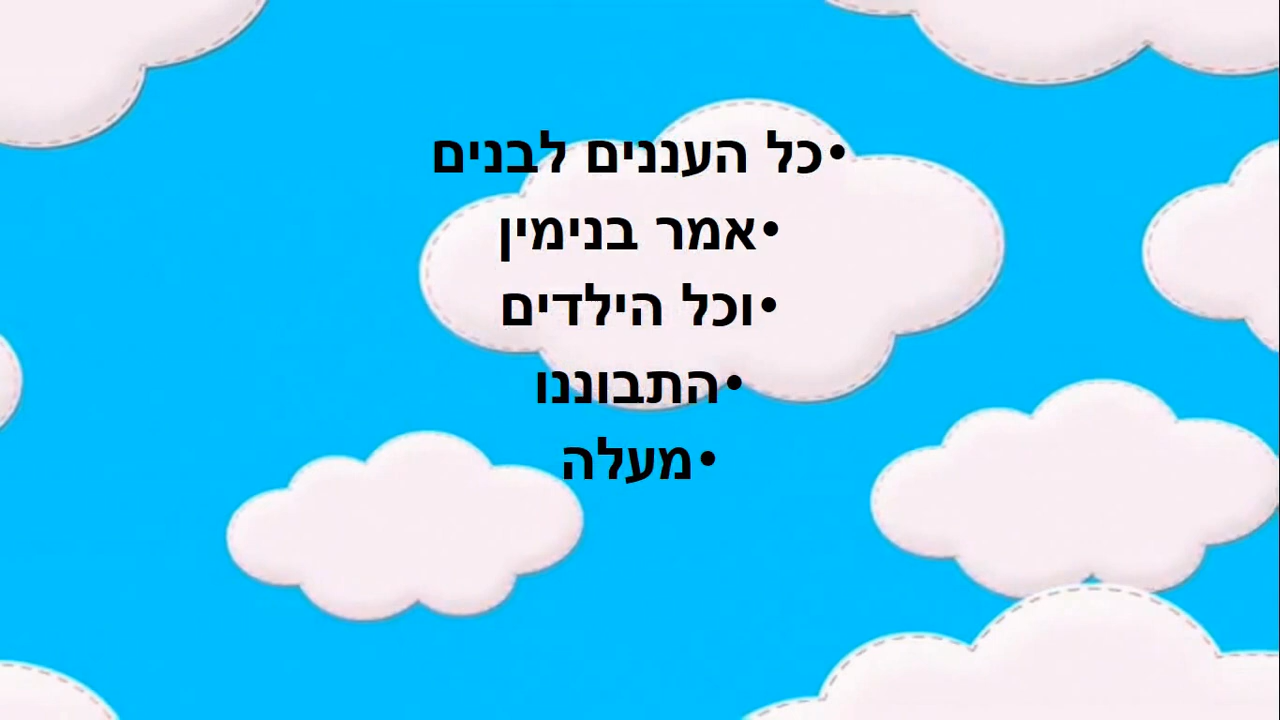 •כל העננים לבנים
•אמר בנימין
•וכל הילדים
•התבוננו
•מעלה